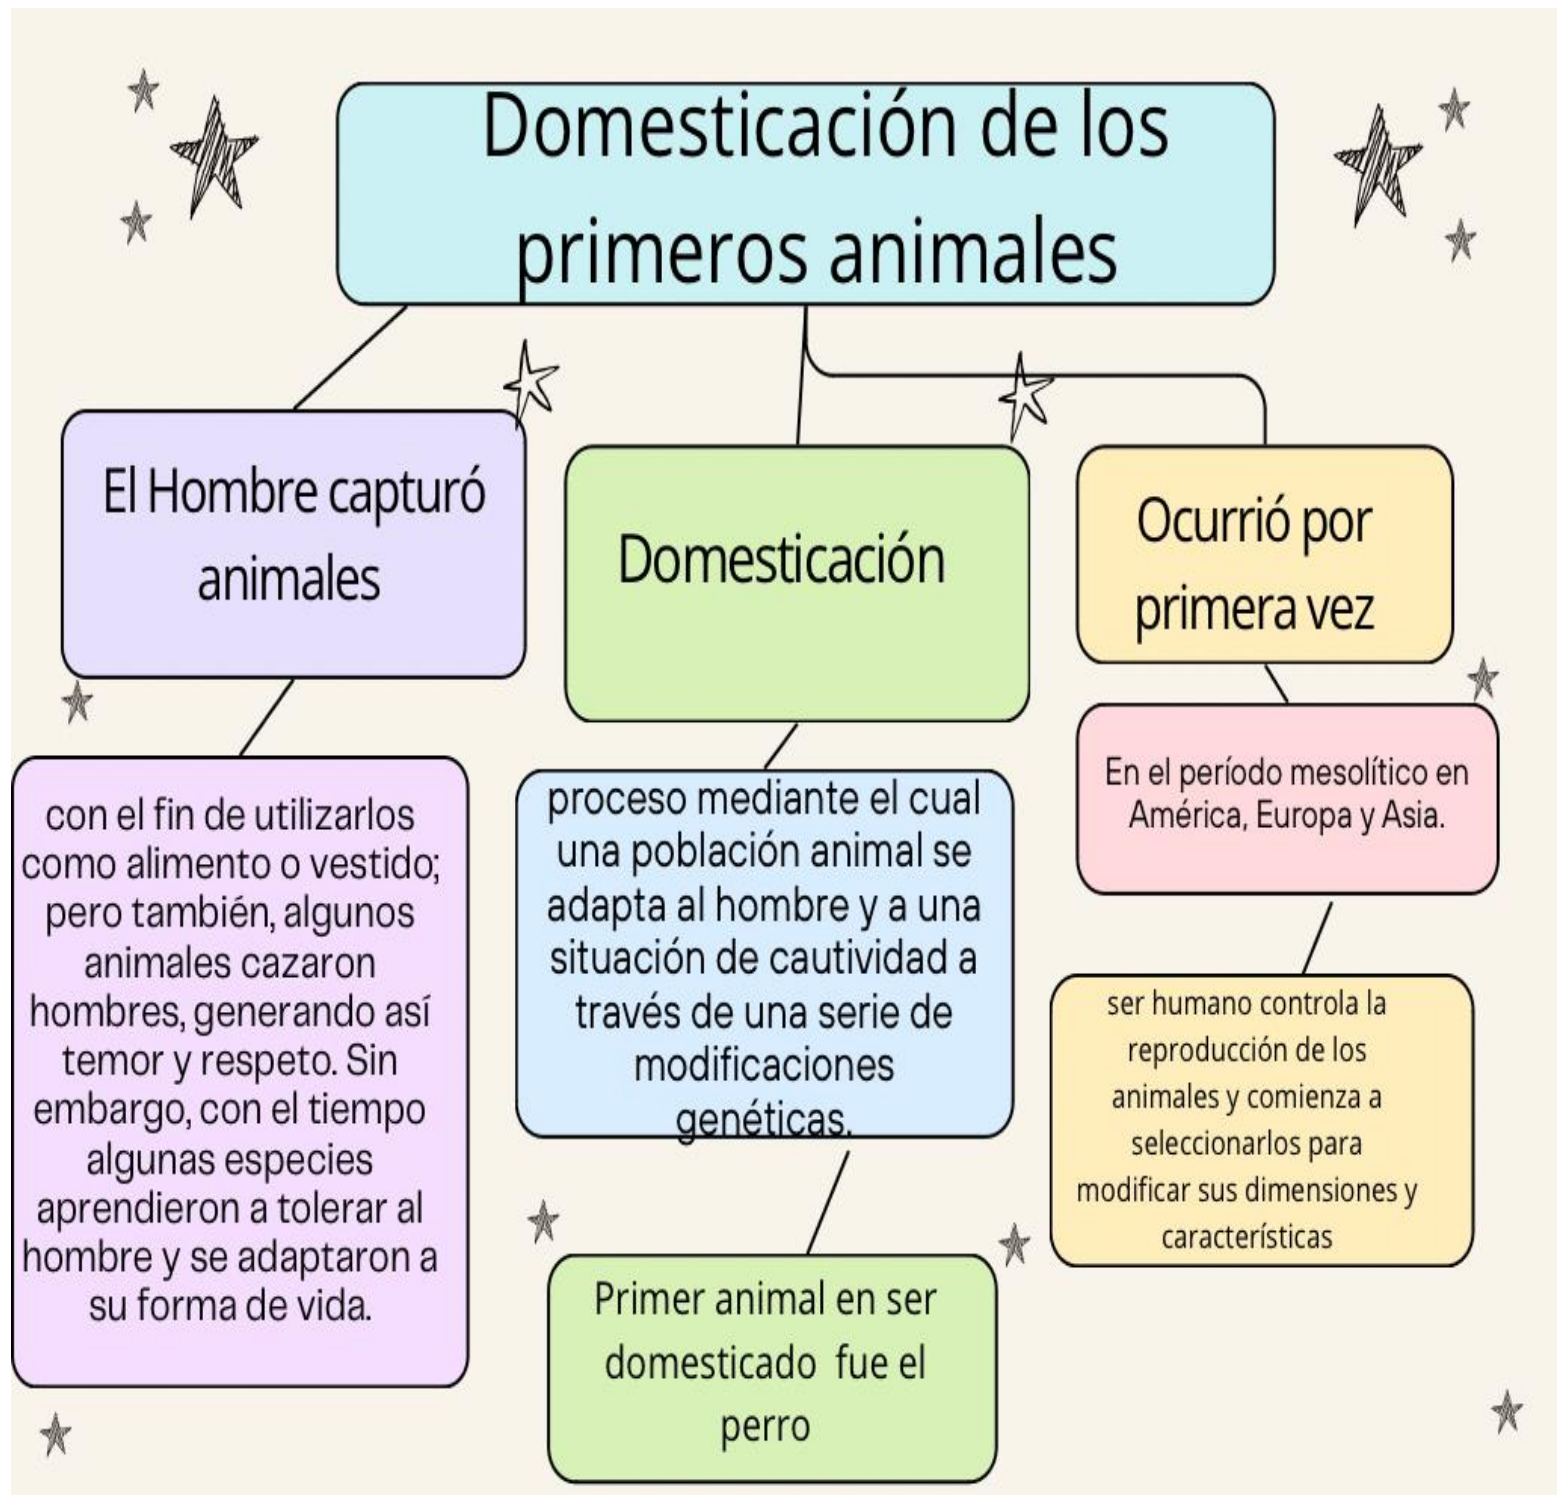 Domesticación de los
primeros animales
El Hombre capturó
animales
con el fin de utilizarlos
como alimento o vestido;
pero también, algunos
animales cazaron
hombres, generando así
temor y respeto. Sin
embargo, con el tiempo
algunas especies
aprendieron a tolerar al
hombre y se adaptaron a
su forma de vida.
Domesticación
proceso mediante el cual
una población animal se
adapta al hombre y a una
situación de cautividad a
través de una serie de
modificaciones
genéticas.
Primer animal en ser
domesticado fue el
perro
Ocurrió por
primera vez
En el período mesolítico en
América, Europa y Asia.
ser humano controla la
reproducción de los
animales y comienza a
seleccionarlos para
modificar sus dimensiones y
características